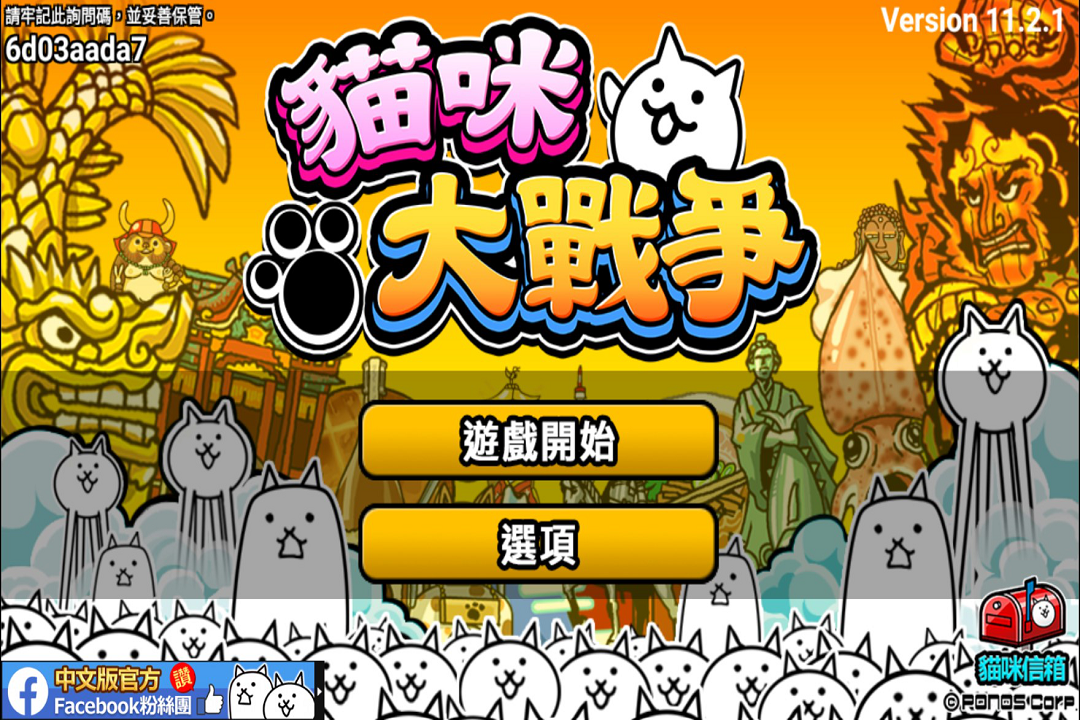 請牢記此詢問碼，並妥善保管。
6d03aada7
Version 11.2.1
貓咪
大戰爭
遊戲開始
選項
貓咪信箱
中文版官方 讚
Facebook粉絲團
©PONOS Corp.